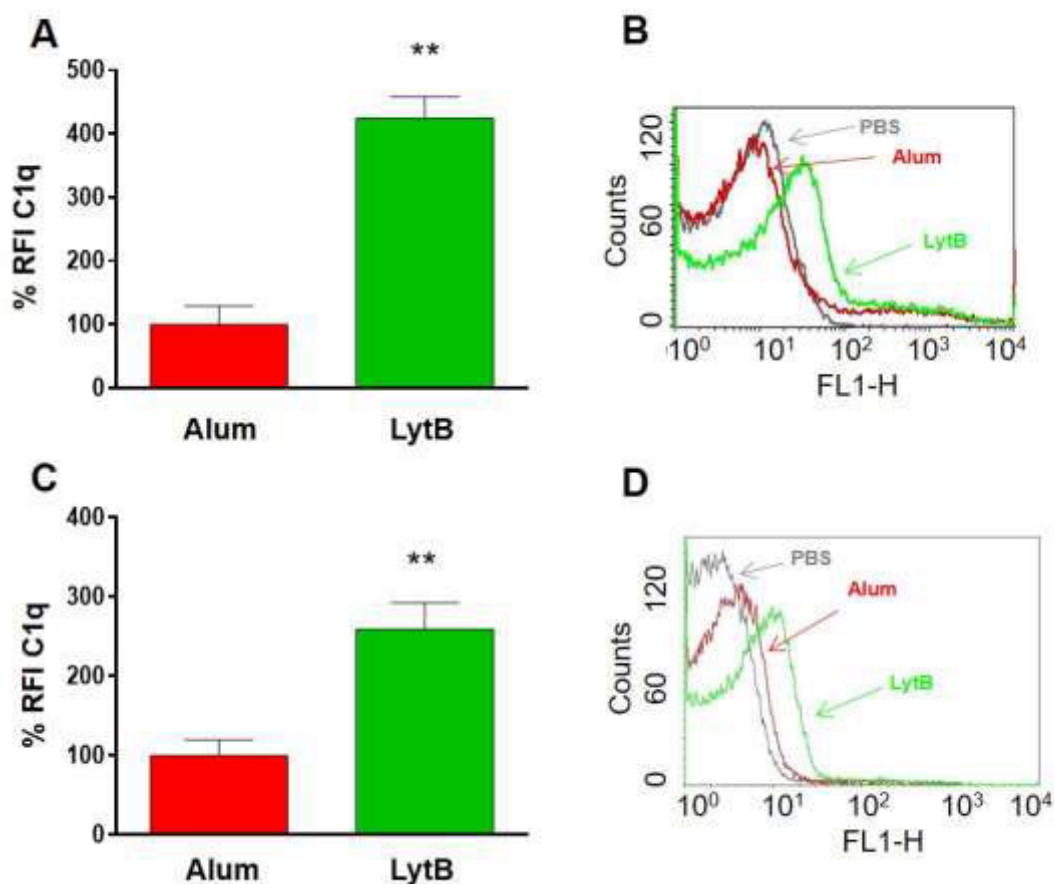 A
**
500
400
300
200
100
0
% RFI C1q
Alum
LytB
B
120
60
0
Counts
PBS
Alum
LytB
10⁰
10¹
10²
10³
10⁴
FL1-H
C
400
300
200
100
0
% RFI C1q
**
Alum
LytB
D
120
60
0
Counts
PBS
Alum
LytB
10⁰
10¹
10²
10³
10⁴
FL1-H